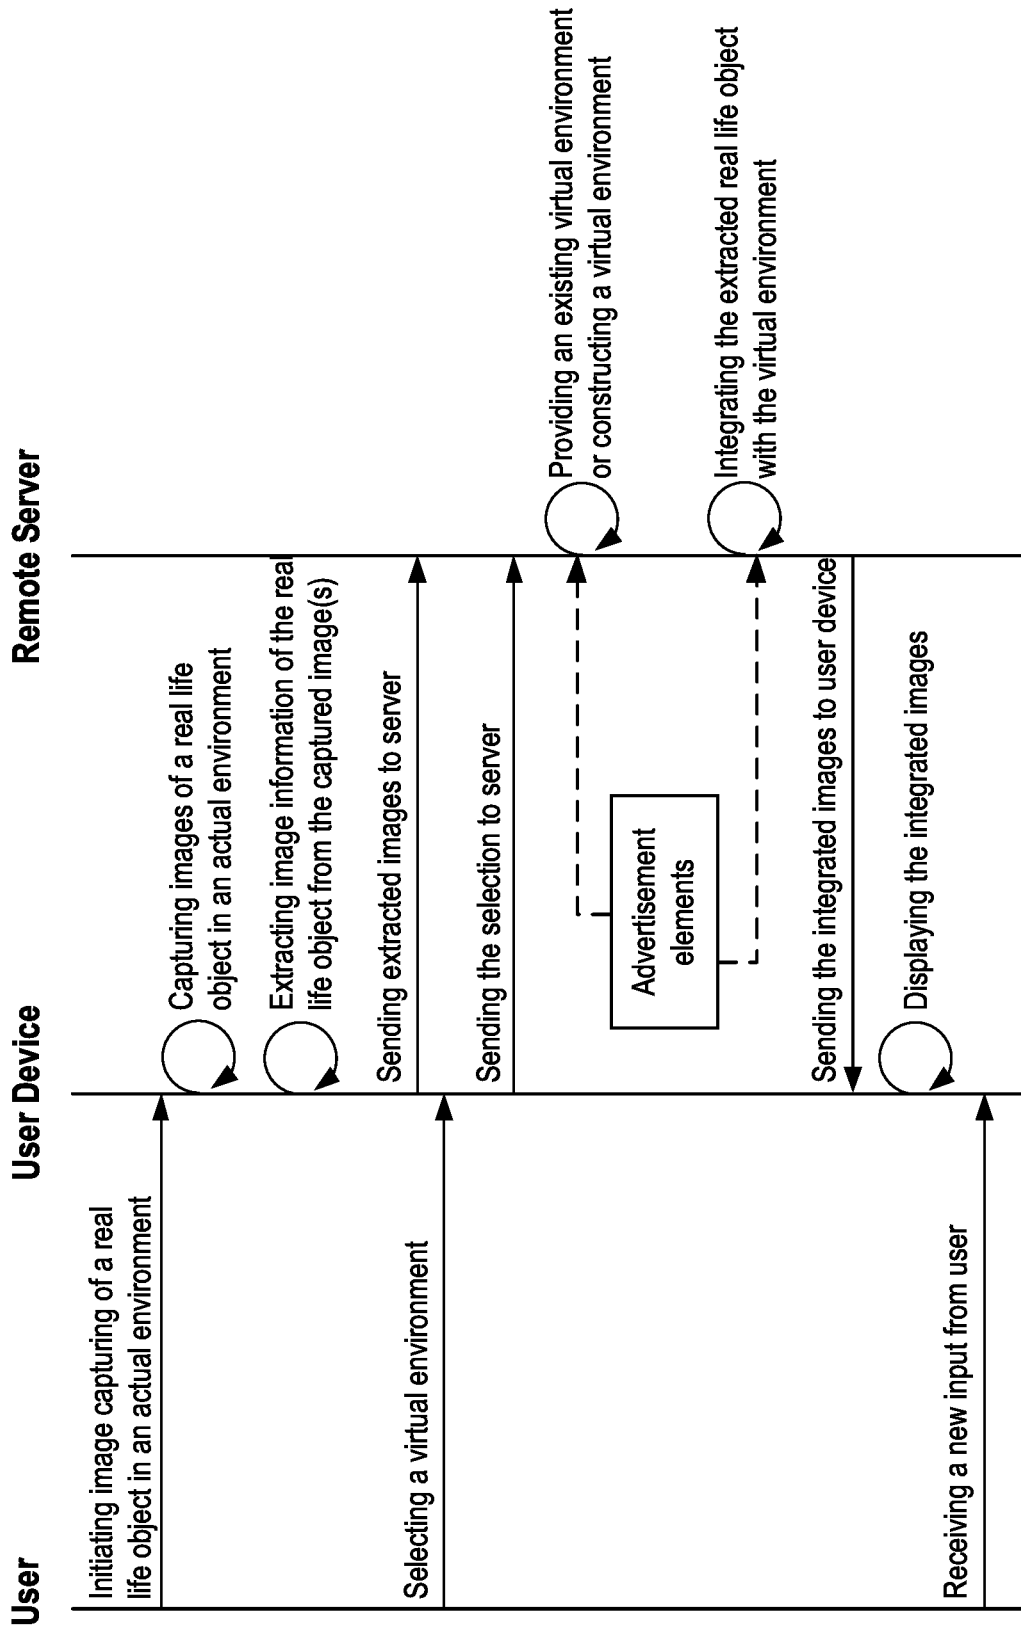 User
User Device
Remote Server
Initiating image capturing of a real
life object in an actual environment
Capturing images of a real life
object in an actual environment
Extracting image information of the real
life object from the captured image(s)
Sending extracted images to server
Selecting a virtual environment
Sending the selection to server
Providing an existing virtual environment
or constructing a virtual environment
Advertisement
elements
Integrating the extracted real life object
with the virtual environment
Sending the integrated images to user device
Displaying the integrated images
Receiving a new input from user